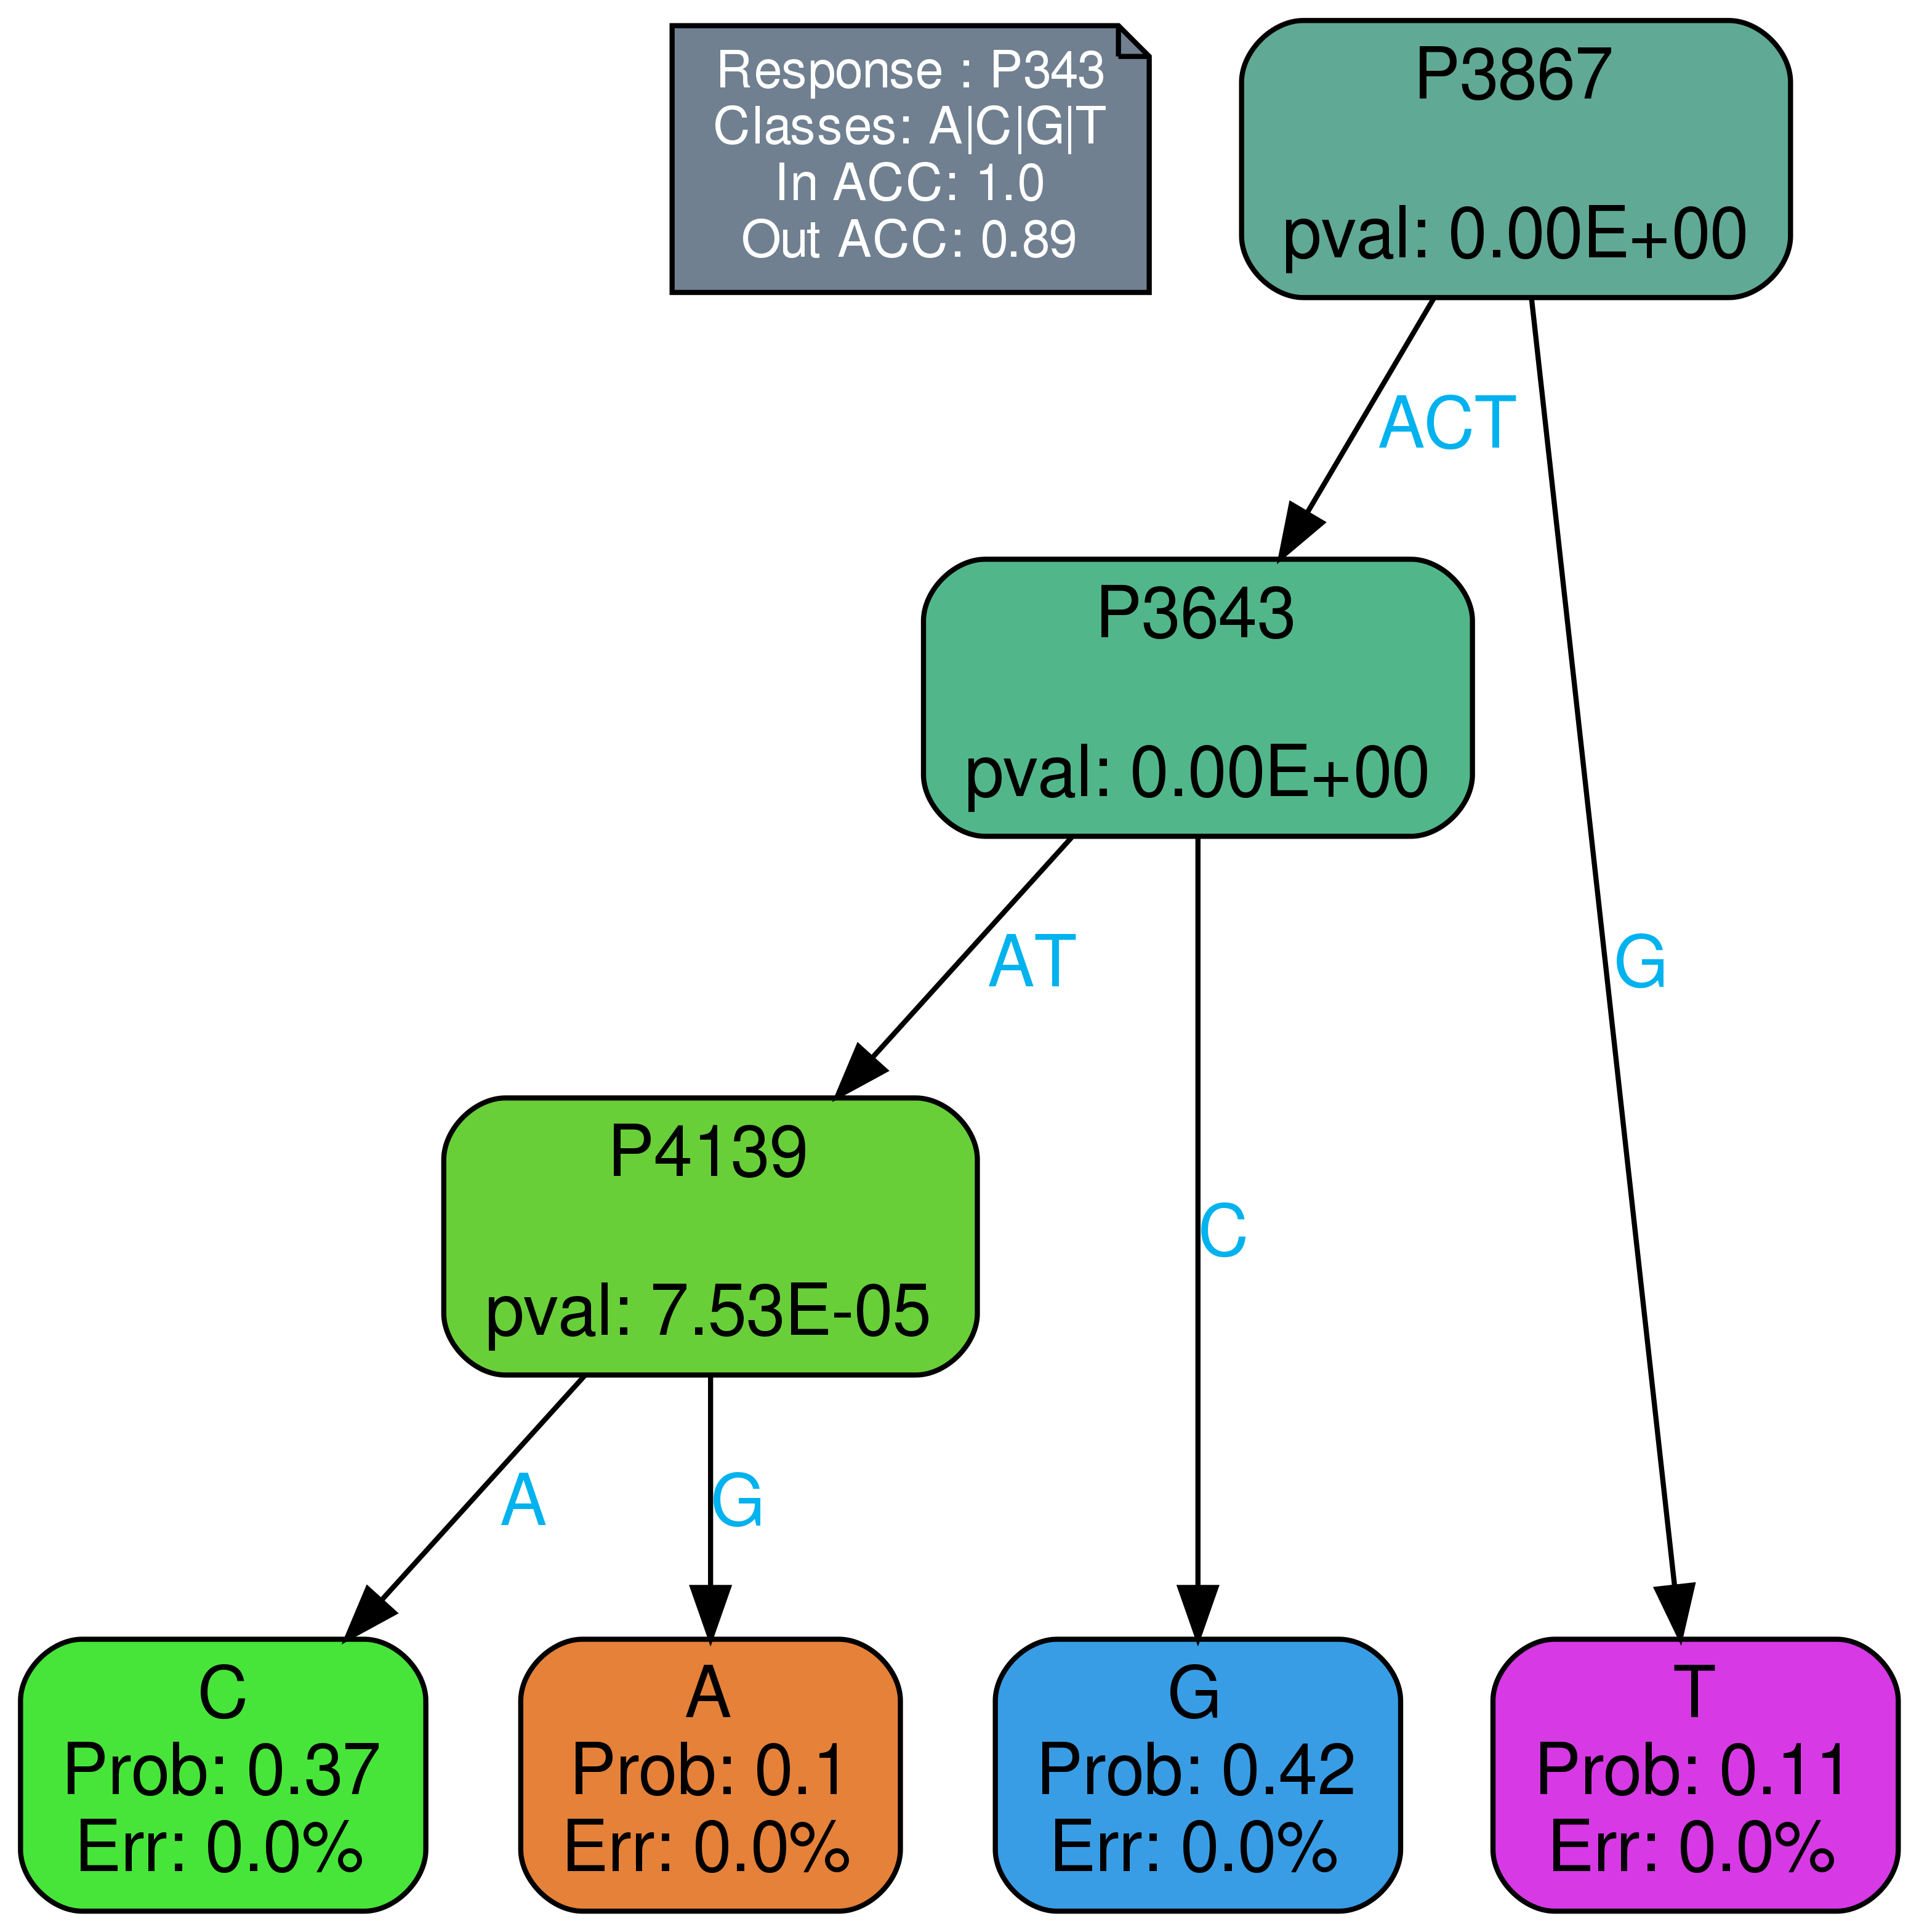 Response : P343
Classes: A|C|G|T
In ACC: 1.0
Out ACC: 0.89
P3867
pval: 0.00E+00
ACT
P3643
pval: 0.00E+00
AT
G
P4139
pval: 7.53E-05
C
A
G
C
Prob: 0.37
Err: 0.0%
A
Prob: 0.1
Err: 0.0%
G
Prob: 0.42
Err: 0.0%
T
Prob: 0.11
Err: 0.0%